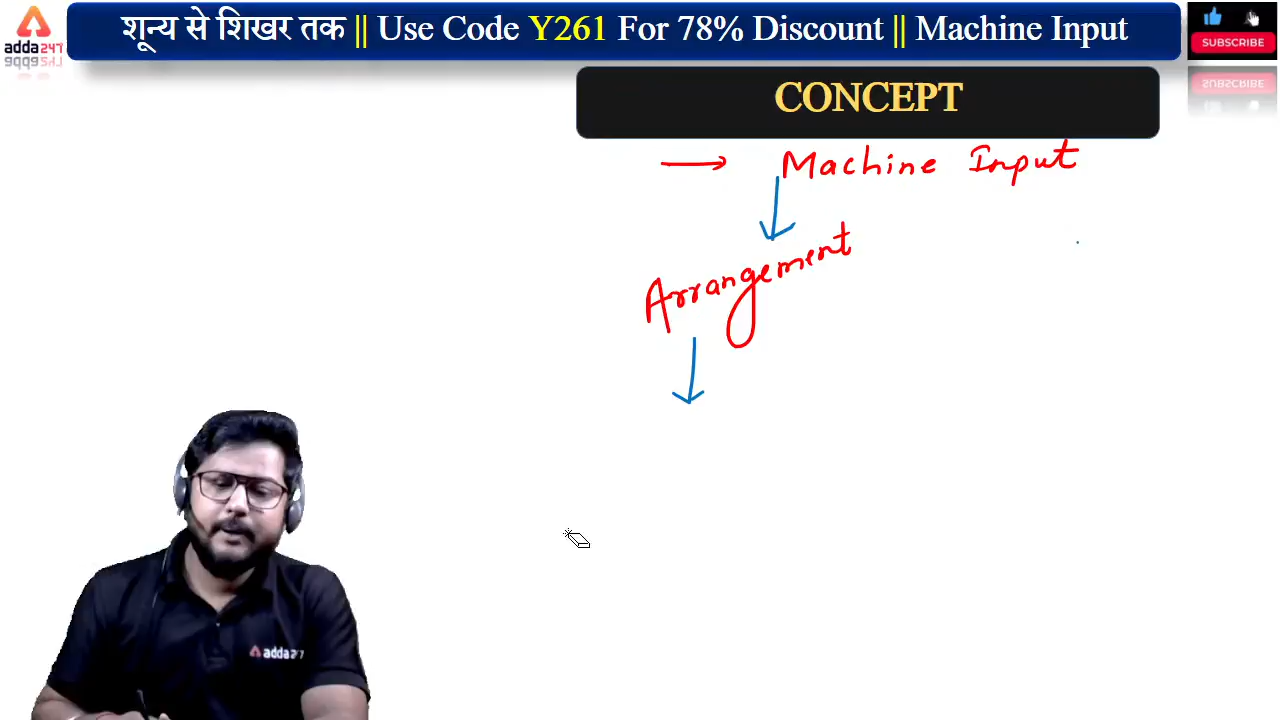 शून्य से शिखर तक || Use Code Y261 For 78% Discount || Machine Input
adda247
SUBSCRIBE
CONCEPT
Machine Input
Arrangement
adda247